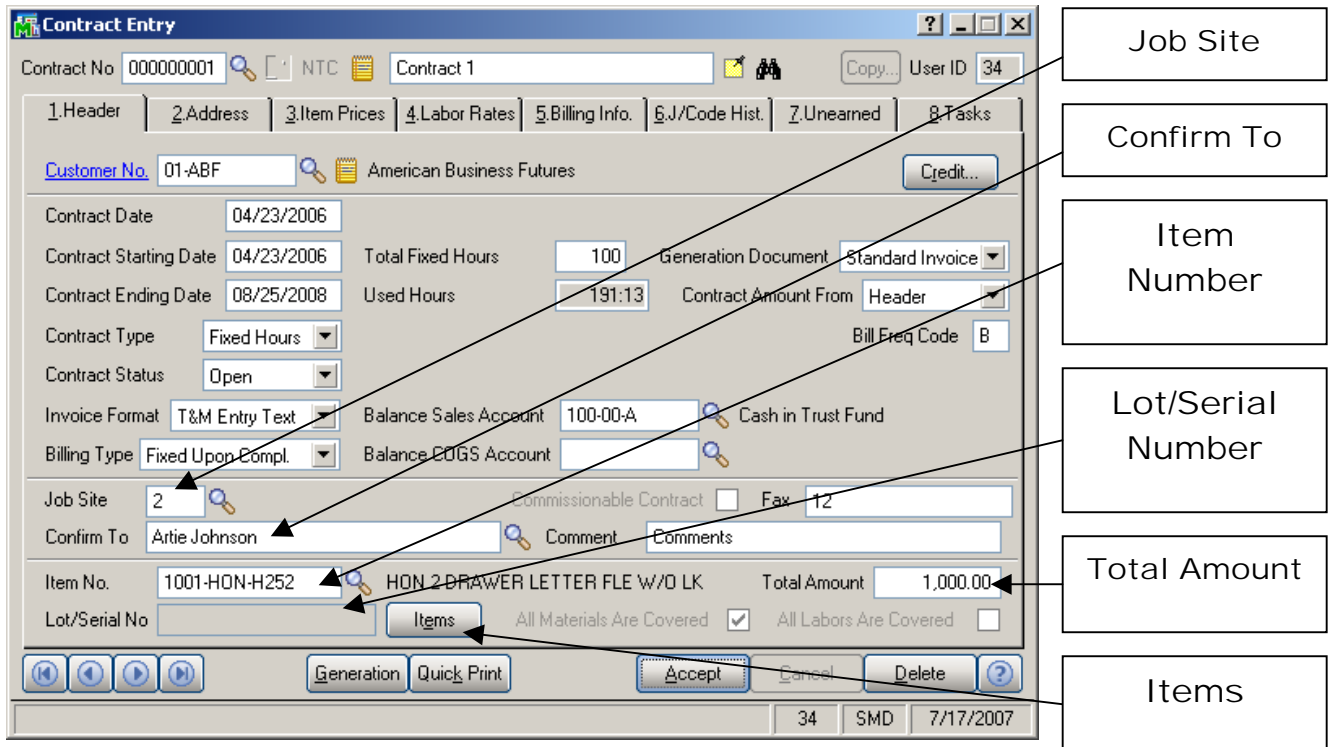 Contract Entry
Contract No 000000001 NTC Contract 1 Copy... User ID 34
1.Header 2.Address 3.Item Prices 4.Labor Rates 5.Billing Info. 6.J/Code Hist. 7.Unearned 8.Tasks
Customer No. 01-ABF American Business Futures Credit...
Contract Date 04/23/2006
Contract Starting Date 04/23/2006 Total Fixed Hours 100 Generation Document Standard Invoice
Contract Ending Date 08/25/2008 Used Hours 191:13 Contract Amount From Header
Contract Type Fixed Hours Bill Freq Code B
Contract Status Open
Invoice Format T&M Entry Text Balance Sales Account 100-00-A Cash in Trust Fund
Billing Type Fixed Upon Compl. Balance COGS Account
Job Site 2 Commissionable Contract Fax 12
Confirm To Artie Johnson Comment Comments
Item No. 1001-HON-H252 HON 2 DRAWER LETTER FLE W/O LK Total Amount 1,000.00
Lot/Serial No Items All Materials Are Covered All Labors Are Covered
Generation Quick Print Accept Cancel Delete
34 SMD 7/17/2007
Job Site
Confirm To
Item
Number
Lot/Serial
Number
Total Amount
Items